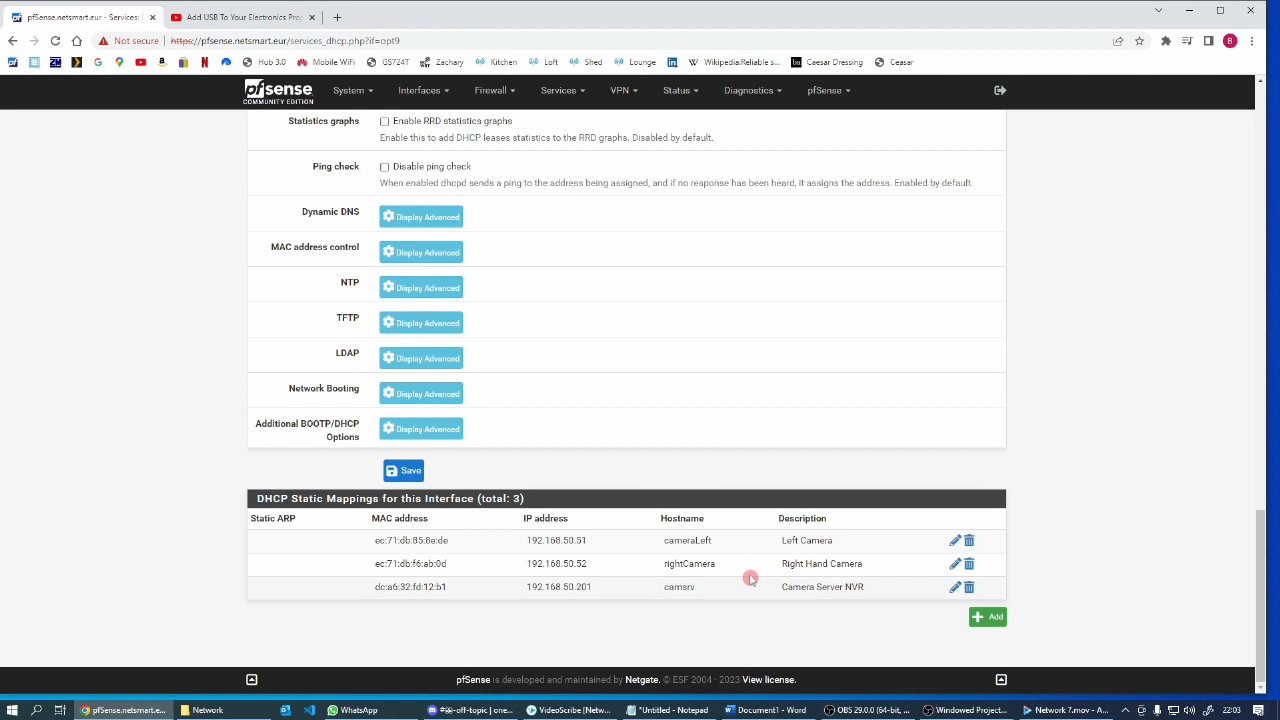 pfSense.netsmart.eur - Services:
Add USB To Your Electronics Proj
Not secure
https://pfsense.netsmart.eur/services_dhcp.php?if=opt9
B
Hub 3.0
Mobile WiFi
GS724T
Zachary
Kitchen
Loft
Shed
Lounge
Wikipedia:Reliable s...
Caesar Dressing
Ceasar
pfsense
COMMUNITY EDITION
System
Interfaces
Firewall
Services
VPN
Status
Diagnostics
pfSense
Statistics graphs
Enable RRD statistics graphs
Enable this to add DHCP leases statistics to the RRD graphs. Disabled by default.
Ping check
Disable ping check
When enabled dhcpd sends a ping to the address being assigned, and if no response has been heard, it assigns the address. Enabled by default.
Dynamic DNS
Display Advanced
MAC address control
Display Advanced
NTP
Display Advanced
TFTP
Display Advanced
LDAP
Display Advanced
Network Booting
Display Advanced
Additional BOOTP/DHCP
Options
Display Advanced
Save
DHCP Static Mappings for this Interface (total: 3)
Static ARP MAC address IP address Hostname Description
ec:71:db:85:8e:de 192.168.50.51 cameraLeft Left Camera
ec:71:db:f6:ab:0d 192.168.50.52 rightCamera Right Hand Camera
dc:a6:32:fd:12:b1 192.168.50.201 camsrv Camera Server NVR
Add
pfSense is developed and maintained by Netgate. © ESF 2004 - 2023 View license.
pfSense.netsmart.e...
Network
WhatsApp
VideoScribe [Netw...
*Untitled - Notepad
Document1 - Word
OBS 29.0.0 (64-bit, ...
Windowed Project...
Network 7.mov - A...
22:03